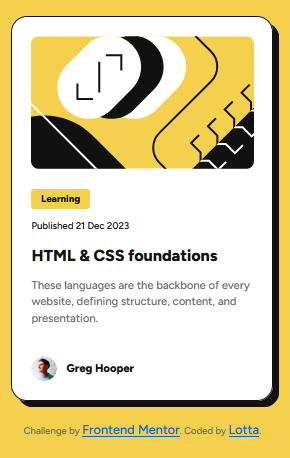 Learning
Published 21 Dec 2023
HTML & CSS foundations
These languages are the backbone of every
website, defining structure, content, and
presentation.
Greg Hooper
Challenge by Frontend Mentor. Coded by Lotta.